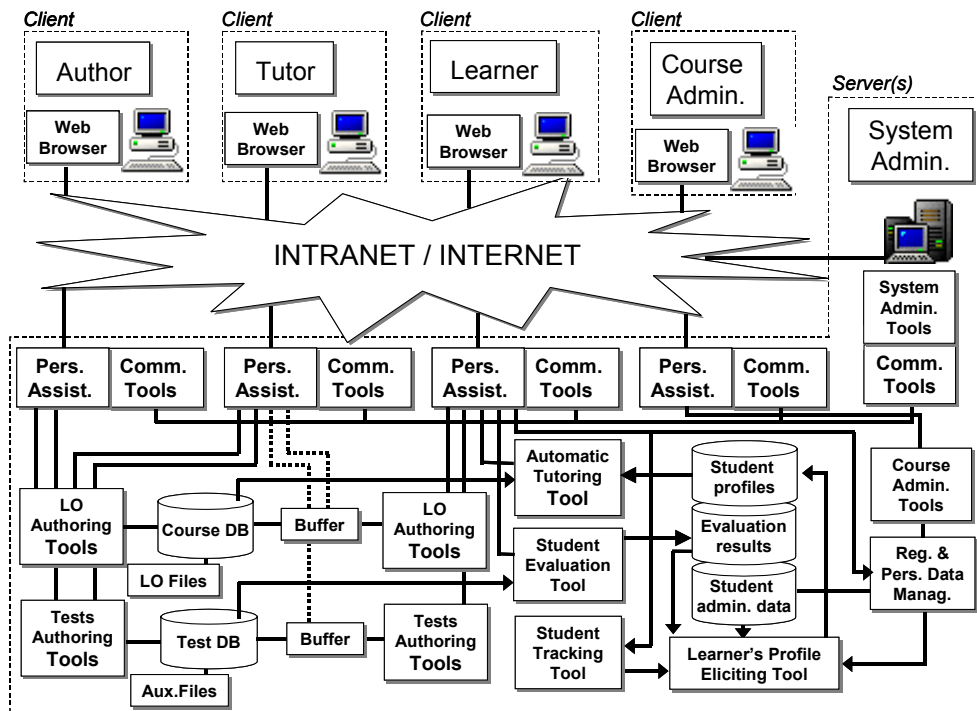 Client
Client
Client
Client
Author
Tutor
Learner
Course
Admin.
Server(s)
Web
Browser
Web
Browser
Web
Browser
Web
Browser
System
Admin.
INTRANET / INTERNET
System
Admin.
Tools
Comm.
Tools
Pers.
Assist.
Comm.
Tools
Pers.
Assist.
Comm.
Tools
Pers.
Assist.
Comm.
Tools
Pers.
Assist.
Comm.
Tools
LO
Authoring
Tools
Course DB
LO Files
Buffer
LO
Authoring
Tools
Automatic
Tutoring
Tool
Student
profiles
Course
Admin.
Tools
Student
Evaluation
Tool
Evaluation
results
Reg. &
Pers. Data
Manag.
Student
admin. data
Tests
Authoring
Tools
Test DB
Aux.Files
Buffer
Tests
Authoring
Tools
Student
Tracking
Tool
Learner's Profile
Eliciting Tool